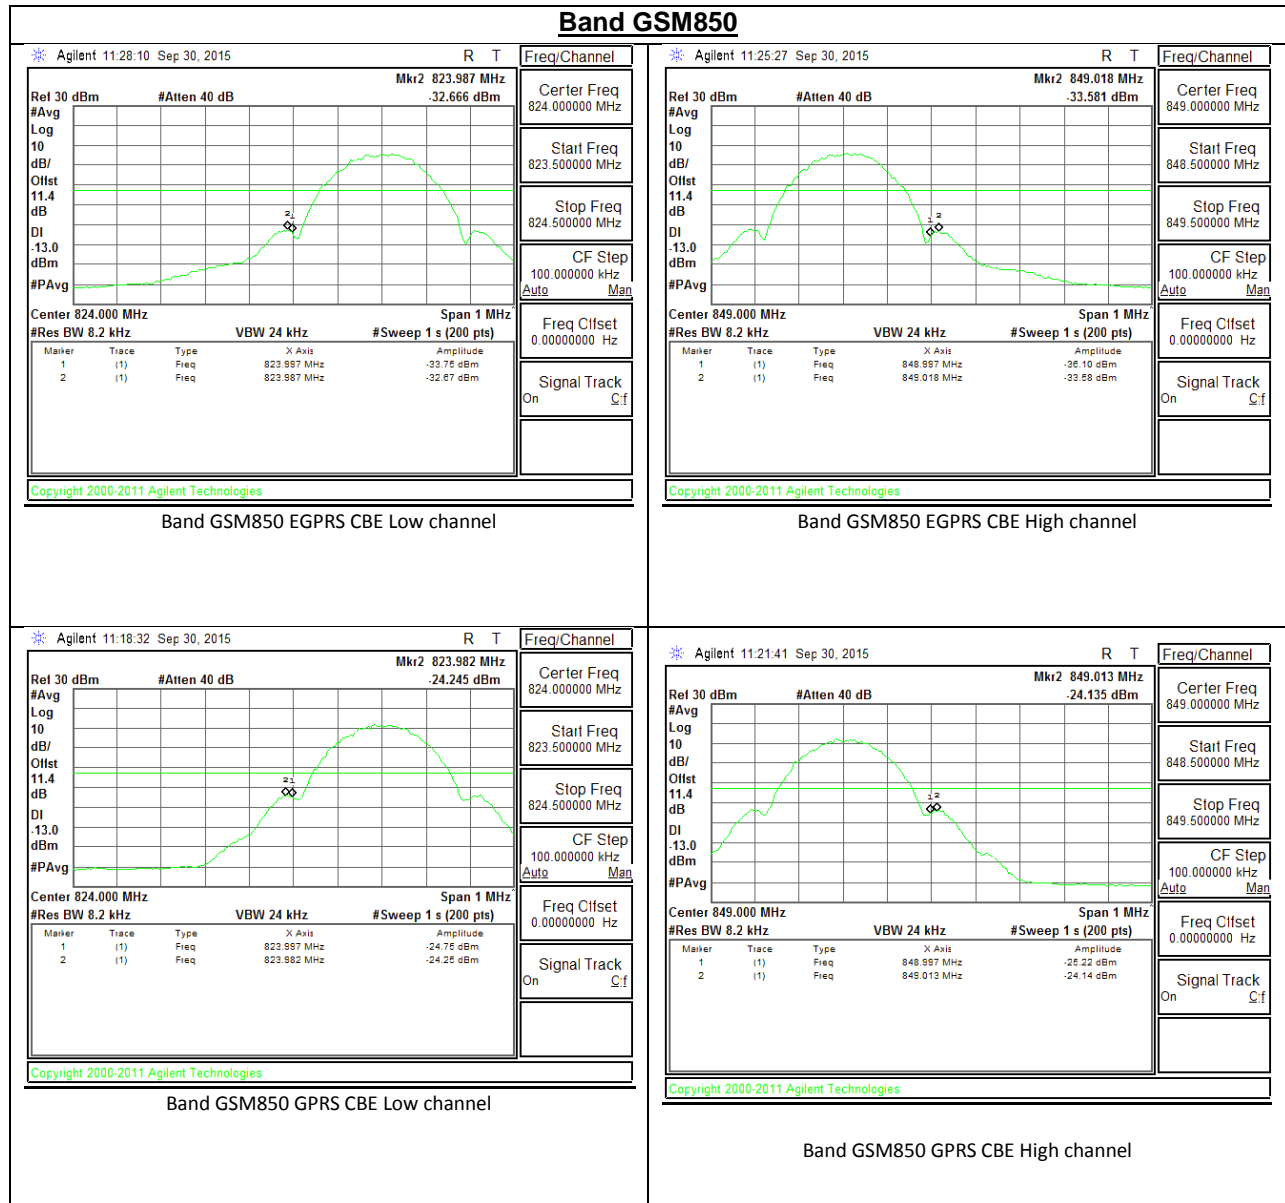 Band GSM850
Agilent 11:28:10 Sep 30, 2015 R T
Mkr2 823.987 MHz
Ref 30 dBm #Atten 40 dB -32.666 dBm
#Avg
Log
10
dB/
Offst
11.4
dB
DI
-13.0
dBm
#PAvg
2 1
Center 824.000 MHz Span 1 MHz
#Res BW 8.2 kHz VBW 24 kHz #Sweep 1 s (200 pts)
Marker Trace Type X Axis Amplitude
1 (1) Freq 823.997 MHz -33.75 dBm
2 (1) Freq 823.987 MHz -32.67 dBm
Copyright 2000-2011 Agilent Technologies
Freq/Channel
Center Freq
824.000000 MHz
Start Freq
823.500000 MHz
Stop Freq
824.500000 MHz
CF Step
100.000000 kHz
Auto Man
Freq Offset
0.00000000 Hz
Signal Track
On Off
Band GSM850 EGPRS CBE Low channel
Agilent 11:25:27 Sep 30, 2015 R T
Mkr2 849.018 MHz
Ref 30 dBm #Atten 40 dB -33.581 dBm
#Avg
Log
10
dB/
Offst
11.4
dB
DI
-13.0
dBm
#PAvg
1 2
Center 849.000 MHz Span 1 MHz
#Res BW 8.2 kHz VBW 24 kHz #Sweep 1 s (200 pts)
Marker Trace Type X Axis Amplitude
1 (1) Freq 848.997 MHz -36.10 dBm
2 (1) Freq 849.018 MHz -33.58 dBm
Copyright 2000-2011 Agilent Technologies
Freq/Channel
Center Freq
849.000000 MHz
Start Freq
848.500000 MHz
Stop Freq
849.500000 MHz
CF Step
100.000000 kHz
Auto Man
Freq Offset
0.00000000 Hz
Signal Track
On Off
Band GSM850 EGPRS CBE High channel
Agilent 11:18:32 Sep 30, 2015 R T
Mkr2 823.982 MHz
Ref 30 dBm #Atten 40 dB -24.245 dBm
#Avg
Log
10
dB/
Offst
11.4
dB
DI
-13.0
dBm
#PAvg
2 1
Center 824.000 MHz Span 1 MHz
#Res BW 8.2 kHz VBW 24 kHz #Sweep 1 s (200 pts)
Marker Trace Type X Axis Amplitude
1 (1) Freq 823.997 MHz -24.75 dBm
2 (1) Freq 823.982 MHz -24.25 dBm
Copyright 2000-2011 Agilent Technologies
Freq/Channel
Center Freq
824.000000 MHz
Start Freq
823.500000 MHz
Stop Freq
824.500000 MHz
CF Step
100.000000 kHz
Auto Man
Freq Offset
0.00000000 Hz
Signal Track
On Off
Band GSM850 GPRS CBE Low channel
Agilent 11:21:41 Sep 30, 2015 R T
Mkr2 849.013 MHz
Ref 30 dBm #Atten 40 dB -24.135 dBm
#Avg
Log
10
dB/
Offst
11.4
dB
DI
-13.0
dBm
#PAvg
1 2
Center 849.000 MHz Span 1 MHz
#Res BW 8.2 kHz VBW 24 kHz #Sweep 1 s (200 pts)
Marker Trace Type X Axis Amplitude
1 (1) Freq 848.997 MHz -25.22 dBm
2 (1) Freq 849.013 MHz -24.14 dBm
Copyright 2000-2011 Agilent Technologies
Freq/Channel
Center Freq
849.000000 MHz
Start Freq
848.500000 MHz
Stop Freq
849.500000 MHz
CF Step
100.000000 kHz
Auto Man
Freq Offset
0.00000000 Hz
Signal Track
On Off
Band GSM850 GPRS CBE High channel